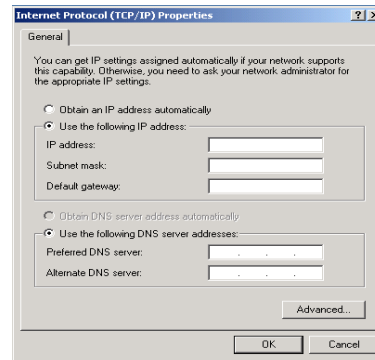 Internet Protocol (TCP/IP) Properties
General
You can get IP settings assigned automatically if your network supports
this capability. Otherwise, you need to ask your network administrator for
the appropriate IP settings.
Obtain an IP address automatically
Use the following IP address:
IP address:
Subnet mask:
Default gateway:
Obtain DNS server address automatically
Use the following DNS server addresses:
Preferred DNS server:
Alternate DNS server:
Advanced...
OK
Cancel